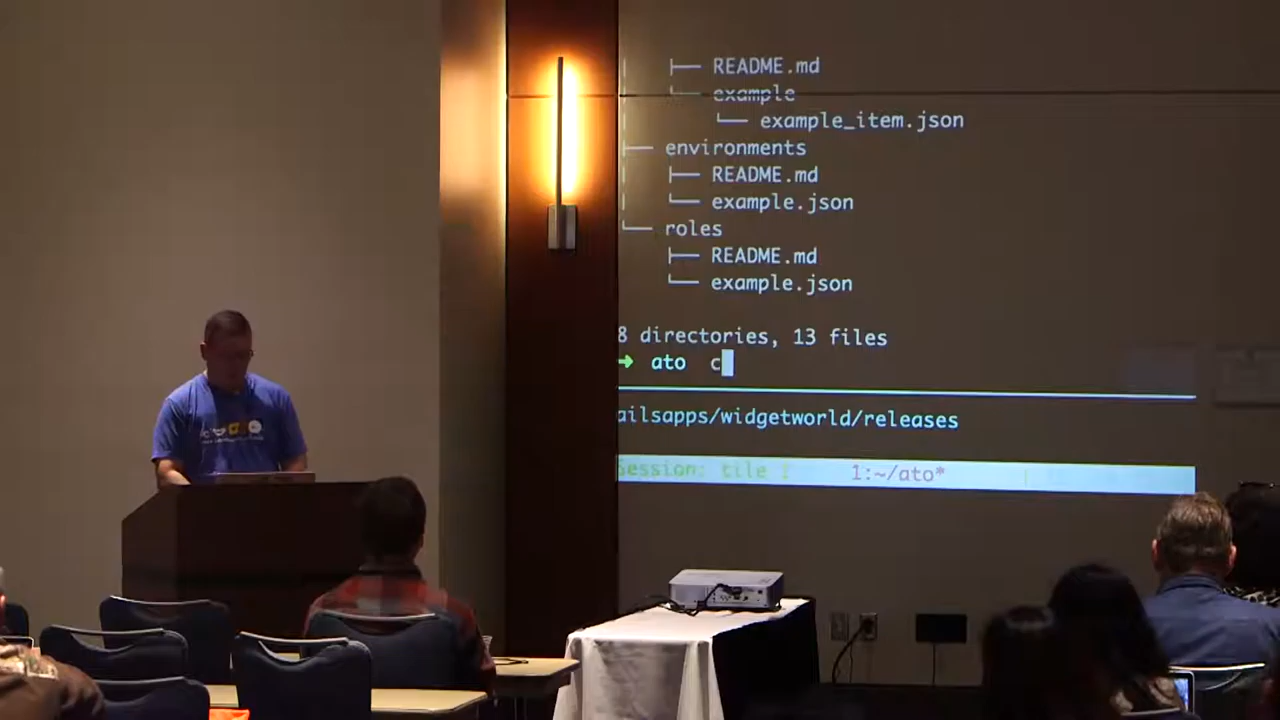 ├── README.md
└── example
└── example_item.json
├── environments
├── README.md
└── example.json
└── roles
├── README.md
└── example.json
8 directories, 13 files
➜ ato c
ailsapps/widgetworld/releases
Session: tile 1:~/ato*